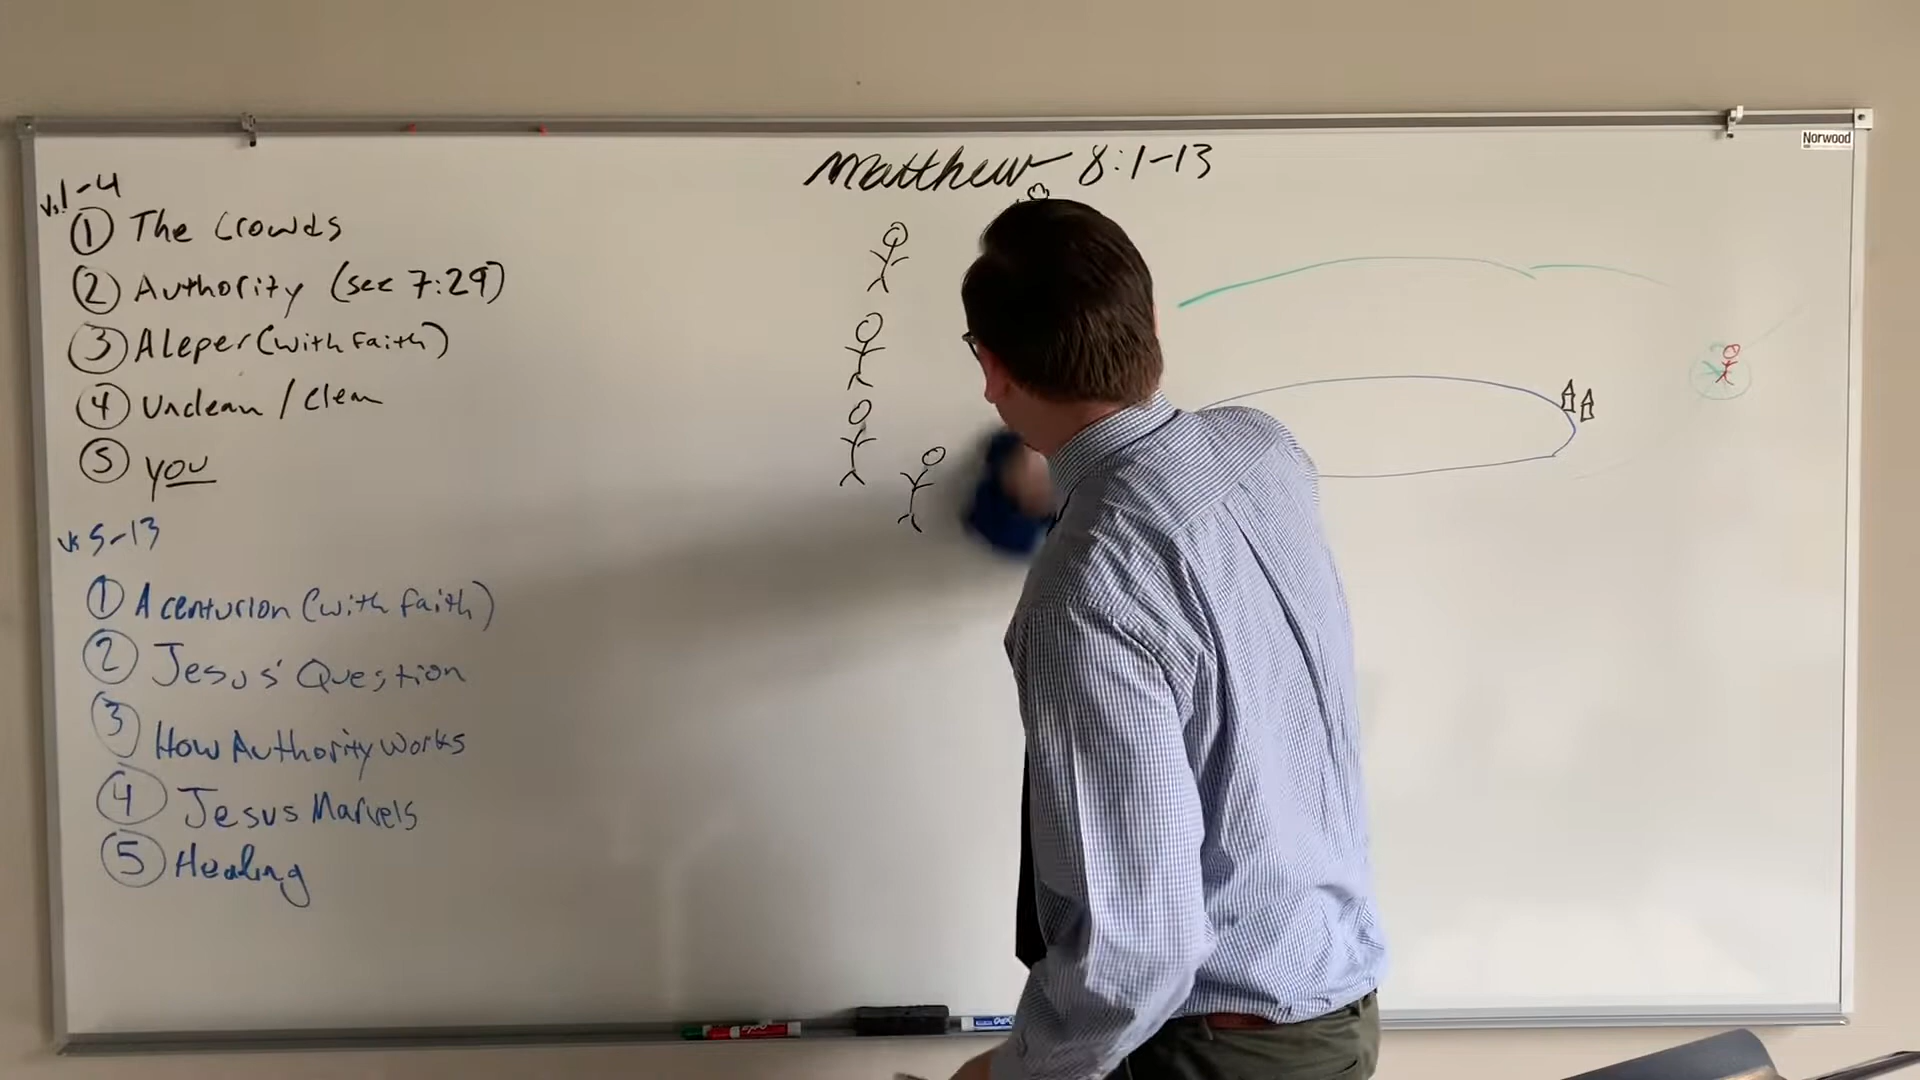 Matthew 8:1-13
Norwood
vs. 1-4
1 The Crowds
2 Authority (see 7:29)
3 A leper (with faith)
4 Unclean / Clean
5 you
vs 5-13
1 A centurion (with faith)
2 Jesus' Question
3 How Authority Works
4 Jesus Marvels
5 Healing
EXPO